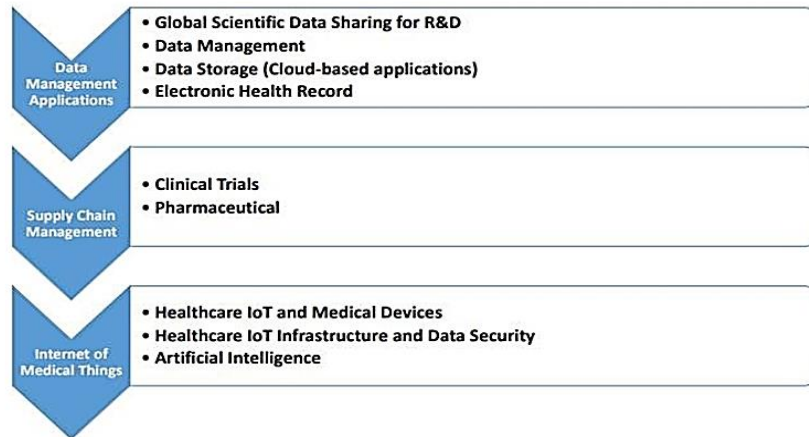 Data
Management
Applications
• Global Scientific Data Sharing for R&D
• Data Management
• Data Storage (Cloud-based applications)
• Electronic Health Record
Supply Chain
Management
• Clinical Trials
• Pharmaceutical
Internet of
Medical Things
• Healthcare IoT and Medical Devices
• Healthcare IoT Infrastructure and Data Security
• Artificial Intelligence